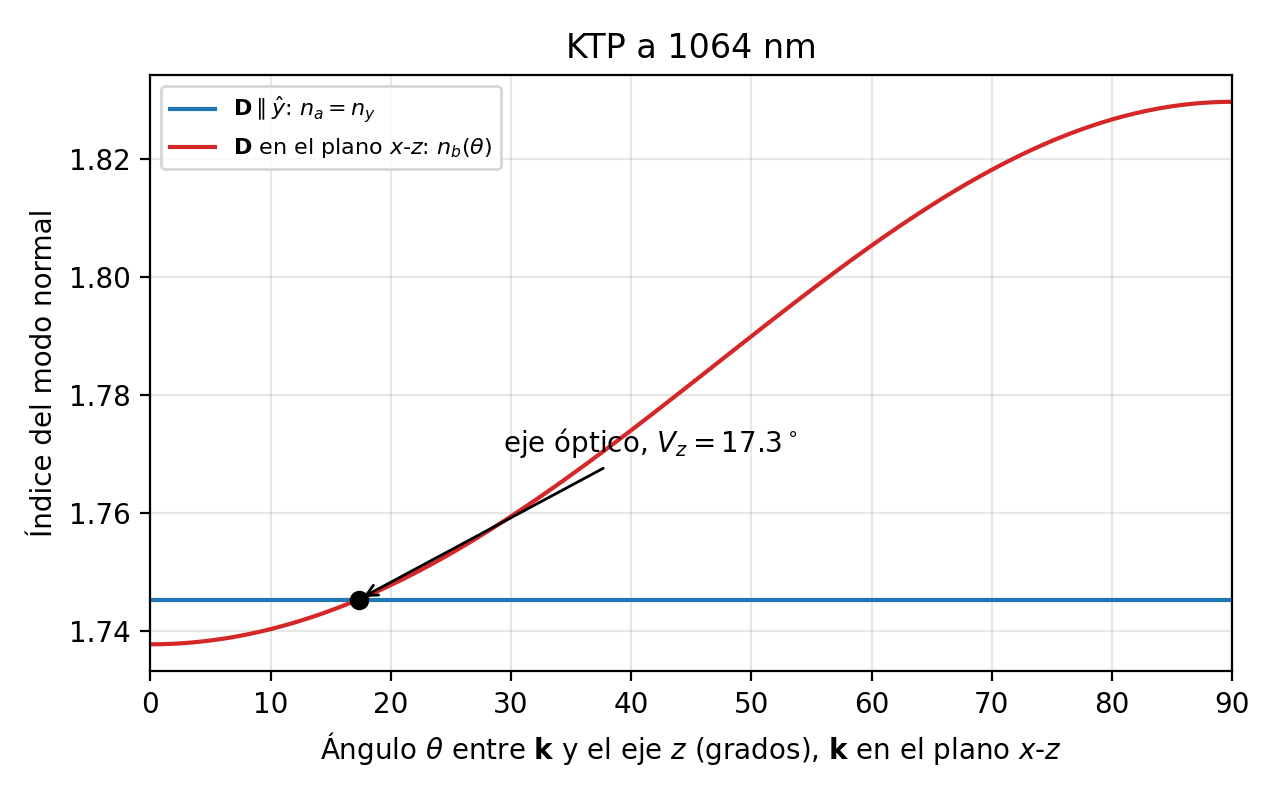 KTP a 1064 nm
D ∥ ŷ: n_a = n_y
D en el plano x-z: n_b(θ)
1.82
1.80
1.78
1.76
1.74
Índice del modo normal
eje óptico, V_z = 17.3°
0 10 20 30 40 50 60 70 80 90
Ángulo θ entre k y el eje z (grados), k en el plano x-z